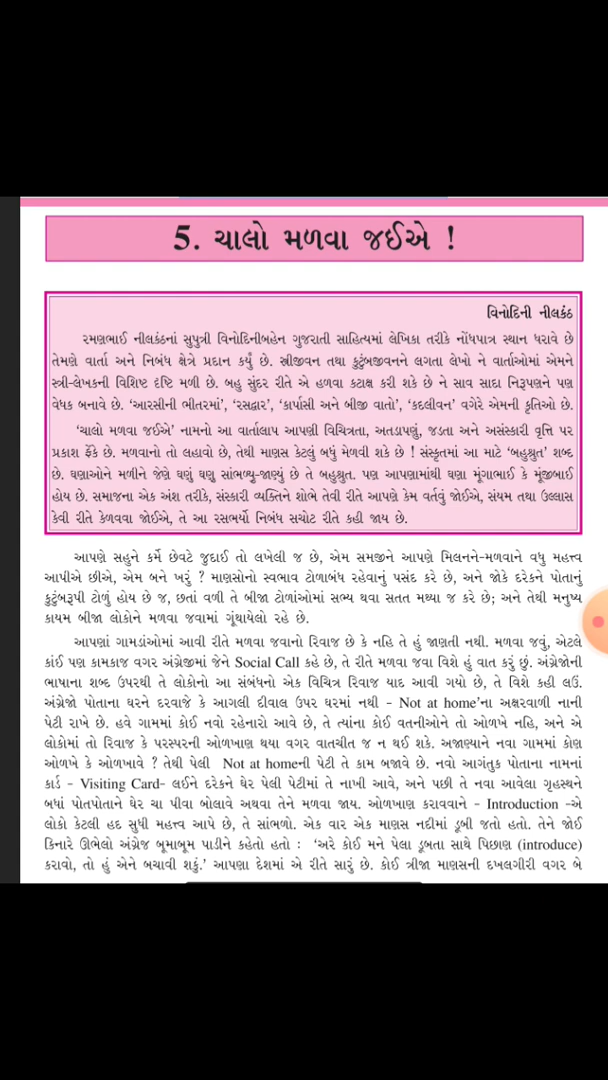 5. ચાલો મળવા જઈએ !
વિનોદિની નીલકંઠ
રમણભાઈ નીલકંઠનાં સુપુત્રી વિનોદિનીબહેન ગુજરાતી સાહિત્યમાં લેખિકા તરીકે નોંધપાત્ર સ્થાન ધરાવે છે
તેમણે વાર્તા અને નિબંધ ક્ષેત્રે પ્રદાન કર્યું છે. સ્ત્રીજીવન તથા કુટુંબજીવનને લગતા લેખો ને વાર્તાઓમાં એમને
સ્ત્રી-લેખકની વિશિષ્ટ દૃષ્ટિ મળી છે. બહુ સુંદર રીતે એ હળવા કટાક્ષ કરી શકે છે ને સાવ સાદા નિરૂપણને પણ
વેધક બનાવે છે. ‘આરસીની ભીતરમાં’, ‘રસદ્વાર’, ‘કાર્પાસી અને બીજી વાતો’, ‘કદલીવન’ વગેરે એમની કૃતિઓ છે.
‘ચાલો મળવા જઈએ’ નામનો આ વાર્તાલાપ આપણી વિચિત્રતા, અતડાપણું, જડતા અને અસંસ્કારી વૃત્તિ પર
પ્રકાશ ફેંકે છે. મળવાનો તો લહાવો છે, તેથી માણસ કેટલું બધું મેળવી શકે છે ! સંસ્કૃતમાં આ માટે ‘બહુશ્રુત’ શબ્દ
છે. ઘણાઓને મળીને જેણે ઘણું ઘણુ સાંભળ્યુ-જાણ્યું છે તે બહુશ્રુત. પણ આપણામાંથી ઘણા મૂંગાભાઈ કે મૂંજીબાઈ
હોય છે. સમાજના એક અંશ તરીકે, સંસ્કારી વ્યક્તિને શોભે તેવી રીતે આપણે કેમ વર્તવું જોઈએ, સંયમ તથા ઉલ્લાસ
કેવી રીતે કેળવવા જોઈએ, તે આ રસભર્યો નિબંધ સચોટ રીતે કહી જાય છે.
આપણે સહુને કર્મે છેવટે જુદાઈ તો લખેલી જ છે, એમ સમજીને આપણે મિલનને-મળવાને વધુ મહત્ત્વ
આપીએ છીએ, એમ બને ખરું ? માણસોનો સ્વભાવ ટોળાબંધ રહેવાનું પસંદ કરે છે, અને જોકે દરેકને પોતાનું
કુટુંબરૂપી ટોળું હોય છે જ, છતાં વળી તે બીજા ટોળાંઓમાં સભ્ય થવા સતત મથ્યા જ કરે છે; અને તેથી મનુષ્ય
કાયમ બીજા લોકોને મળવા જવામાં ગૂંથાયેલો રહે છે.
આપણાં ગામડાંઓમાં આવી રીતે મળવા જવાનો રિવાજ છે કે નહિ તે હું જાણતી નથી. મળવા જવું, એટલે
કાંઈ પણ કામકાજ વગર અંગ્રેજીમાં જેને Social Call કહે છે, તે રીતે મળવા જવા વિશે હું વાત કરું છું. અંગ્રેજોની
ભાષાના શબ્દ ઉપરથી તે લોકોનો આ સંબંધનો એક વિચિત્ર રિવાજ યાદ આવી ગયો છે, તે વિશે કહી લઉં.
અંગ્રેજો પોતાના ઘરને દરવાજે કે આગલી દીવાલ ઉપર ઘરમાં નથી - Not at home’ના અક્ષરવાળી નાની
પેટી રાખે છે. હવે ગામમાં કોઈ નવો રહેનારો આવે છે, તે ત્યાંના કોઈ વતનીઓને તો ઓળખે નહિ, અને એ
લોકોમાં તો રિવાજ કે પરસ્પરની ઓળખાણ થયા વગર વાતચીત જ ન થઈ શકે. અજાણ્યાને નવા ગામમાં કોણ
ઓળખે કે ઓળખાવે ? તેથી પેલી Not at homeની પેટી તે કામ બજાવે છે. નવો આગંતુક પોતાના નામનાં
કાર્ડ - Visiting Card- લઈને દરેકને ઘેર પેલી પેટીમાં તે નાખી આવે, અને પછી તે નવા આવેલા ગૃહસ્થને
બધાં પોતપોતાને ઘેર ચા પીવા બોલાવે અથવા તેને મળવા જાય. ઓળખાણ કરાવવાને - Introduction -એ
લોકો કેટલી હદ સુધી મહત્ત્વ આપે છે, તે સાંભળો. એક વાર એક માણસ નદીમાં ડૂબી જતો હતો. તેને જોઈ
કિનારે ઊભેલો અંગ્રેજ બૂમાબૂમ પાડીને કહેતો હતો : ‘અરે કોઈ મને પેલા ડૂબતા સાથે પિછાણ (introduce)
કરાવો, તો હું એને બચાવી શકું.’ આપણા દેશમાં એ રીતે સારું છે. કોઈ ત્રીજા માણસની દખલગીરી વગર બે